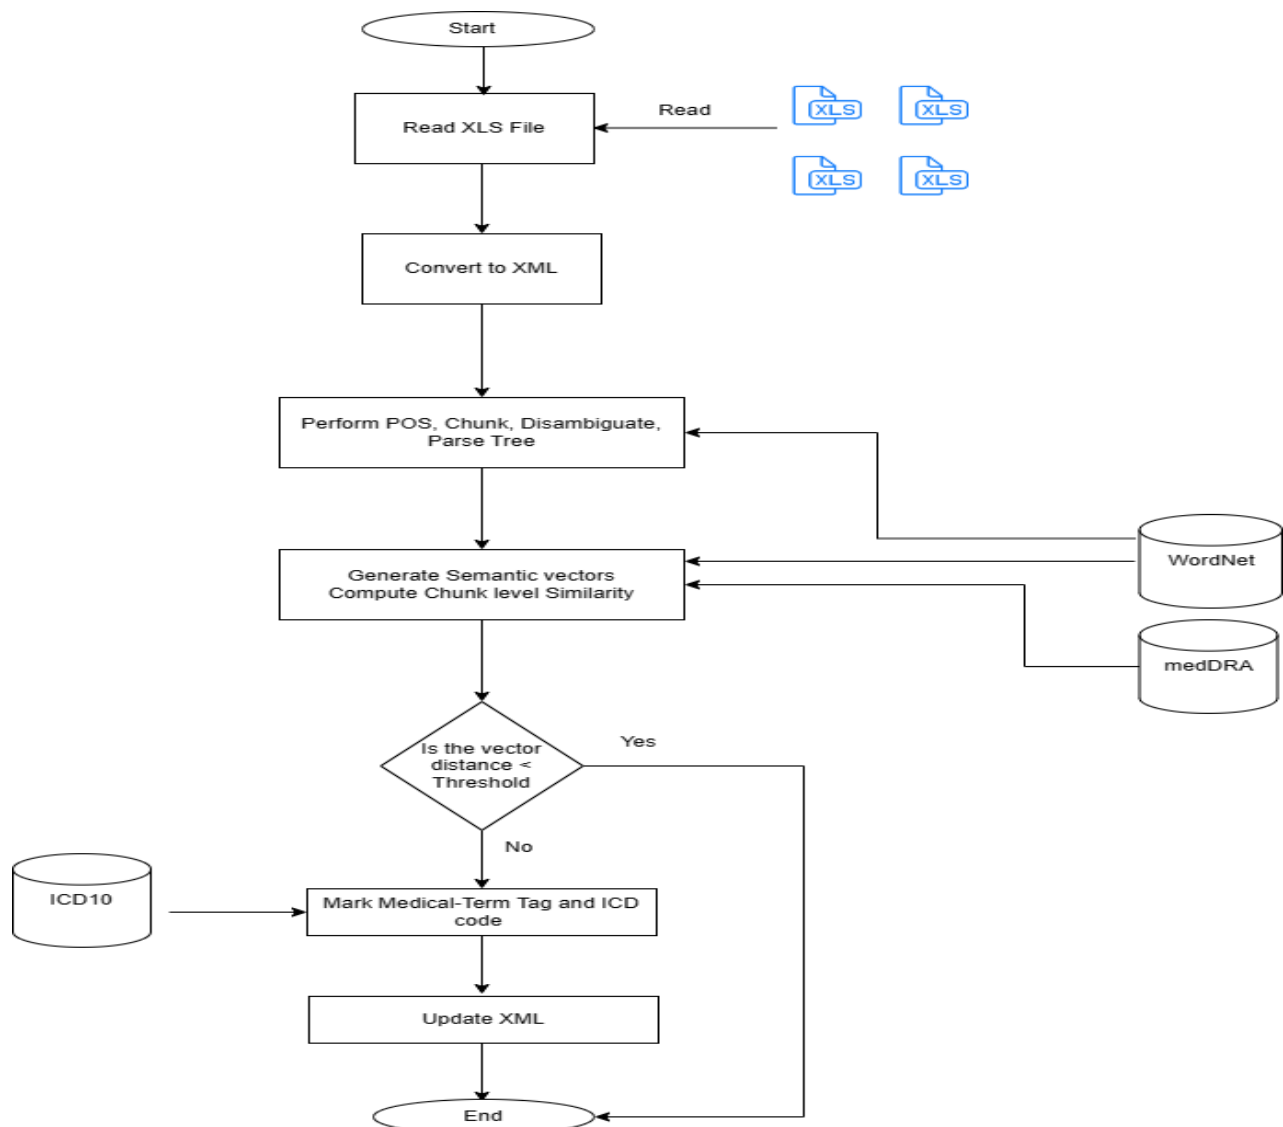 Start
Read XLS File
Read
XLS
XLS
XLS
XLS
Convert to XML
Perform POS, Chunk, Disambiguate,
Parse Tree
WordNet
Generate Semantic vectors
Compute Chunk level Similarity
medDRA
Is the vector
distance <
Threshold
Yes
No
ICD10
Mark Medical-Term Tag and ICD
code
Update XML
End